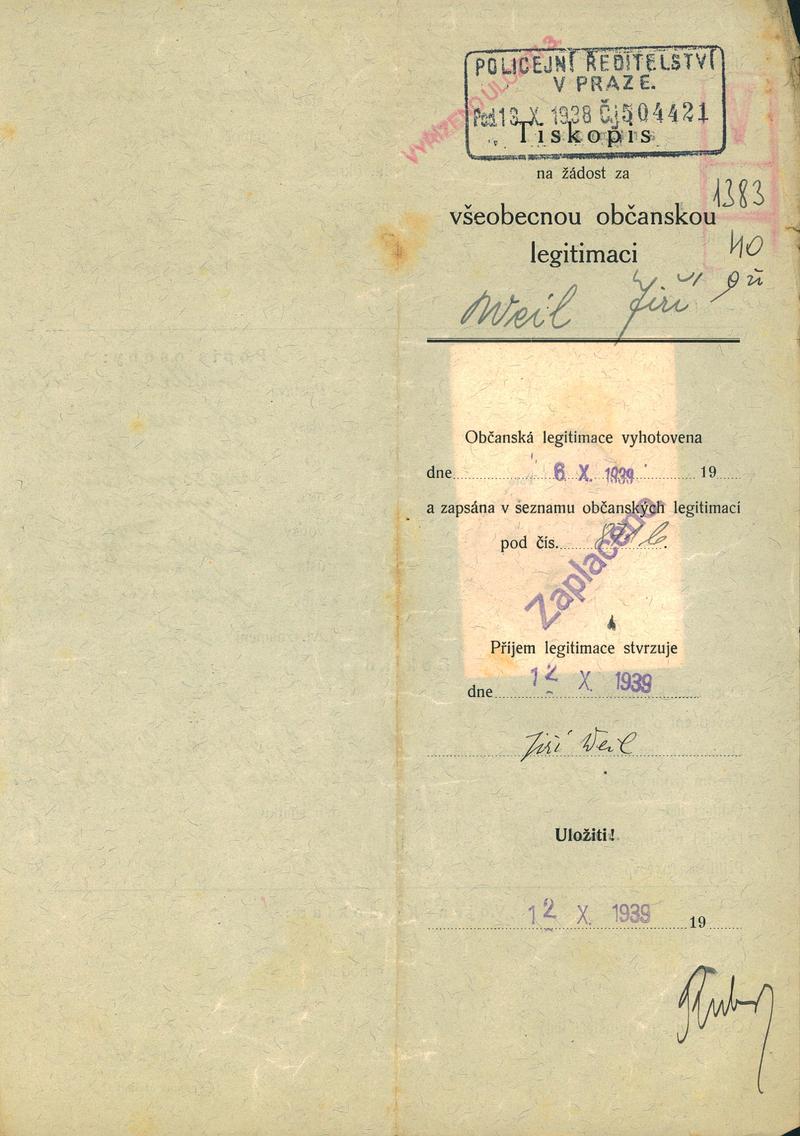 POLICEJNÍ ŘEDITELSTVÍ
V PRAZE.
Pod. 13. X. 1938 Čj 504421
Tiskopis
na žádost za
1383
všeobecnou občanskou
40
legitimaci
Weil Jiří
Občanská legitimace vyhotovena
dne 6 X. 1939 19
a zapsána v seznamu občanských legitimací
pod čís.
Zaplaceno.
Příjem legitimace stvrzuje
dne 12 X 1939
Jiří Weil
Uložiti!
12 X. 1939 19